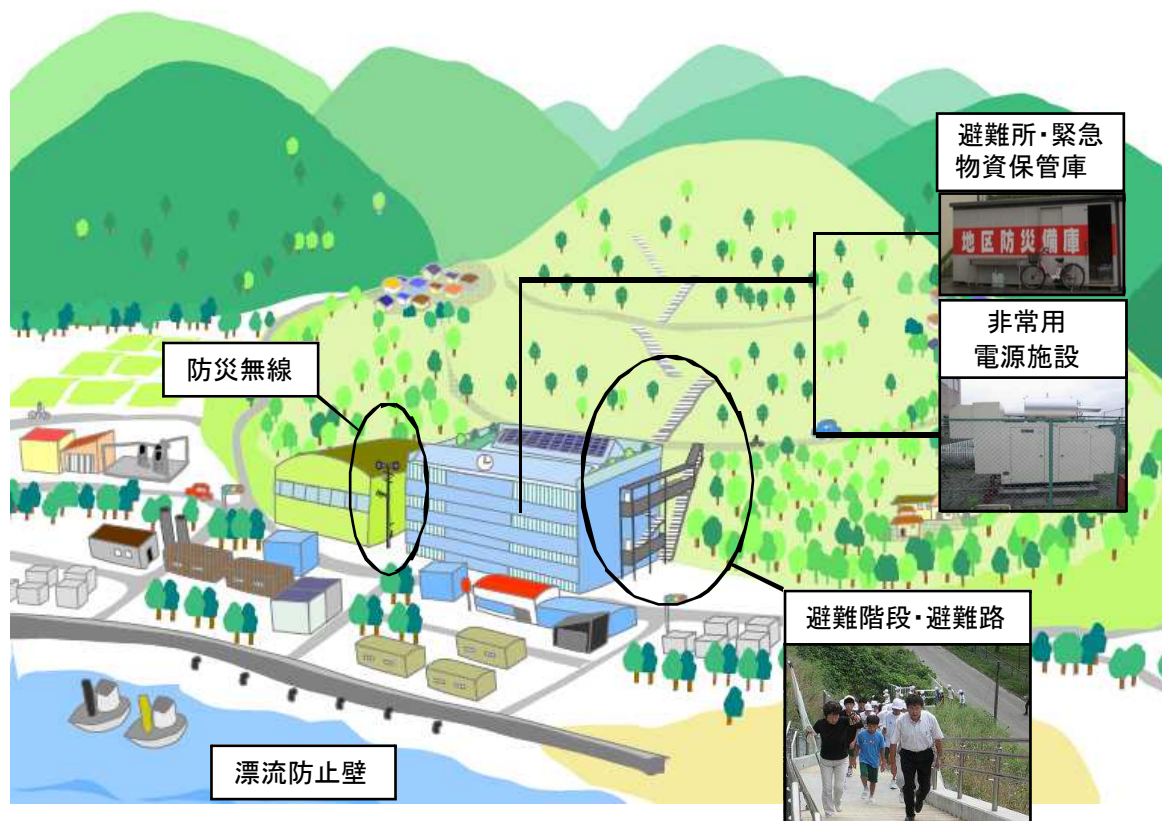 避難所・緊急
物資保管庫
地区防災備庫
非常用
電源施設
防災無線
避難階段・避難路
漂流防止壁